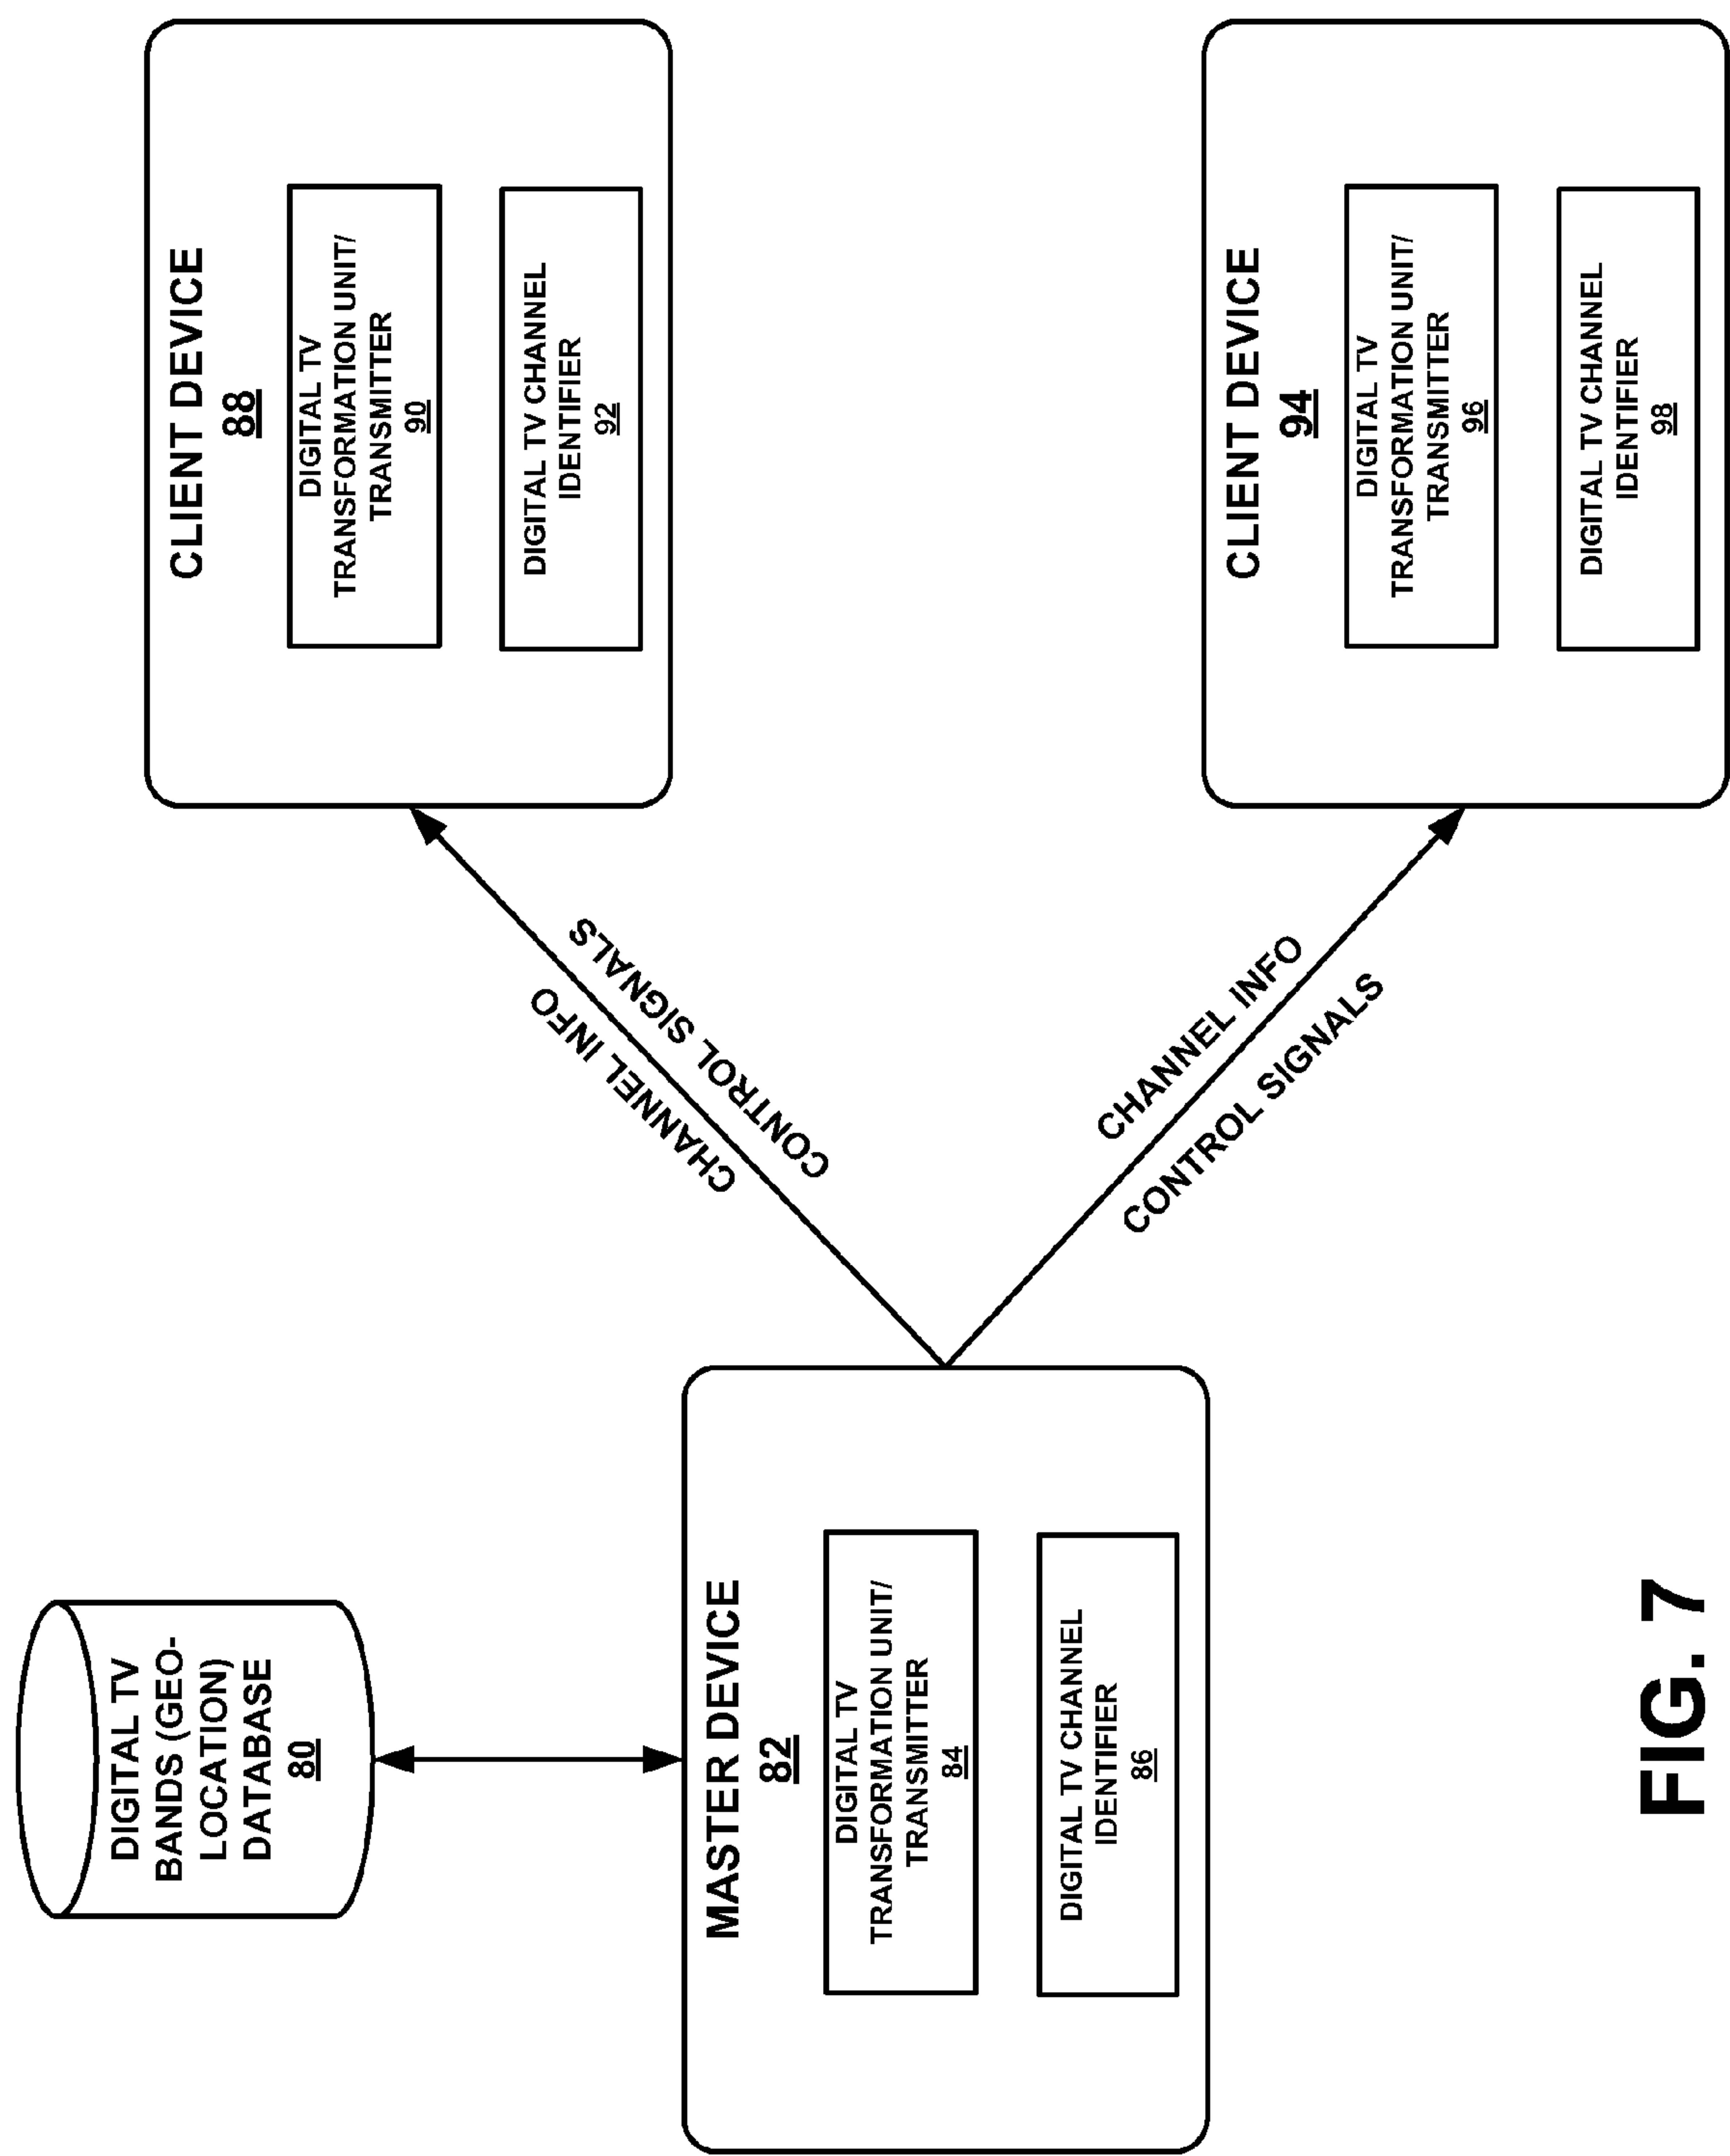 DIGITAL TV
BANDS (GEO-
LOCATION)
DATABASE
80
MASTER DEVICE
82
DIGITAL TV
TRANSFORMATION UNIT/
TRANSMITTER
84
DIGITAL TV CHANNEL
IDENTIFIER
86
CHANNEL INFO
CONTROL SIGNALS
CLIENT DEVICE
88
DIGITAL TV
TRANSFORMATION UNIT/
TRANSMITTER
90
DIGITAL TV CHANNEL
IDENTIFIER
92
CHANNEL INFO
CONTROL SIGNALS
CLIENT DEVICE
94
DIGITAL TV
TRANSFORMATION UNIT/
TRANSMITTER
96
DIGITAL TV CHANNEL
IDENTIFIER
98
FIG. 7